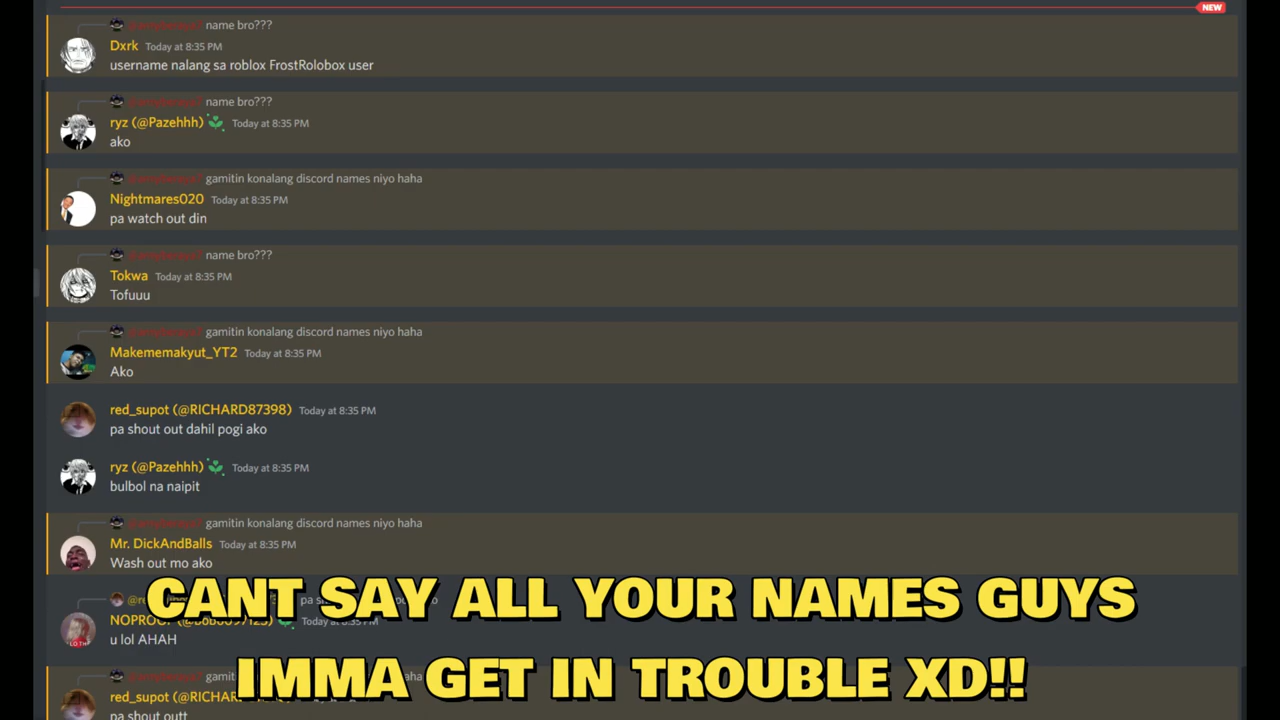 NEW
name bro???
Dxrk Today at 8:35 PM
username nalang sa roblox FrostRolobox user
name bro???
ryz (@Pazehhh) Today at 8:35 PM
ako
gamitin konalang discord names niyo haha
Nightmares020 Today at 8:35 PM
pa watch out din
name bro???
Tokwa Today at 8:35 PM
Tofuuu
gamitin konalang discord names niyo haha
Makememakyut_YT2 Today at 8:35 PM
Ako
red_supot (@RICHARD87398) Today at 8:35 PM
pa shout out dahil pogi ako
ryz (@Pazehhh) Today at 8:35 PM
bulbol na naipit
gamitin konalang discord names niyo haha
Mr. DickAndBalls Today at 8:35 PM
Wash out mo ako
CANT SAY ALL YOUR NAMES GUYS
u lol AHAH
IMMA GET IN TROUBLE XD!!
red_supot
pa shout outt